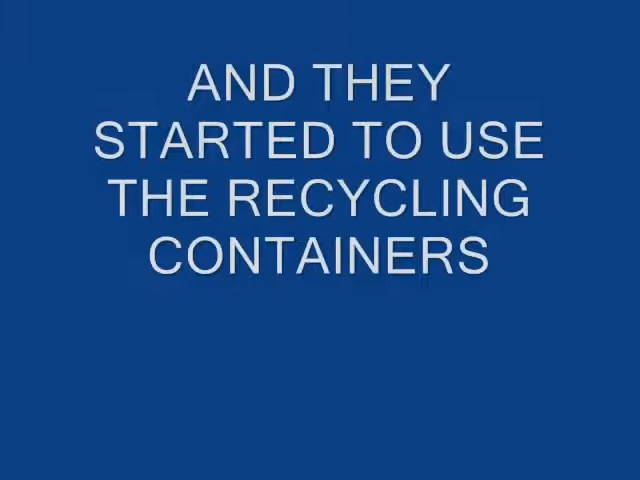 AND THEY
STARTED TO USE
THE RECYCLING
CONTAINERS